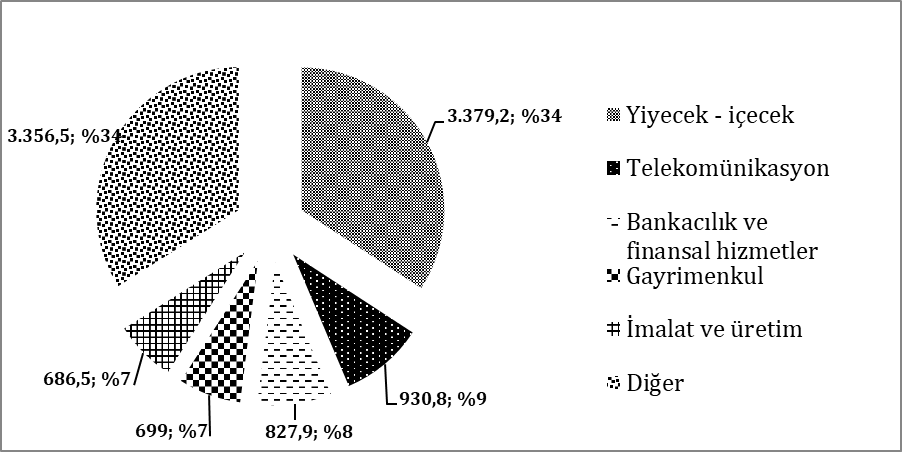 3.379,2; %34
3.356,5; %34
686,5; %7
699; %7
827,9; %8
930,8; %9
Yiyecek - içecek
Telekomünikasyon
Bankacılık ve
finansal hizmetler
Gayrimenkul
İmalat ve üretim
Diğer